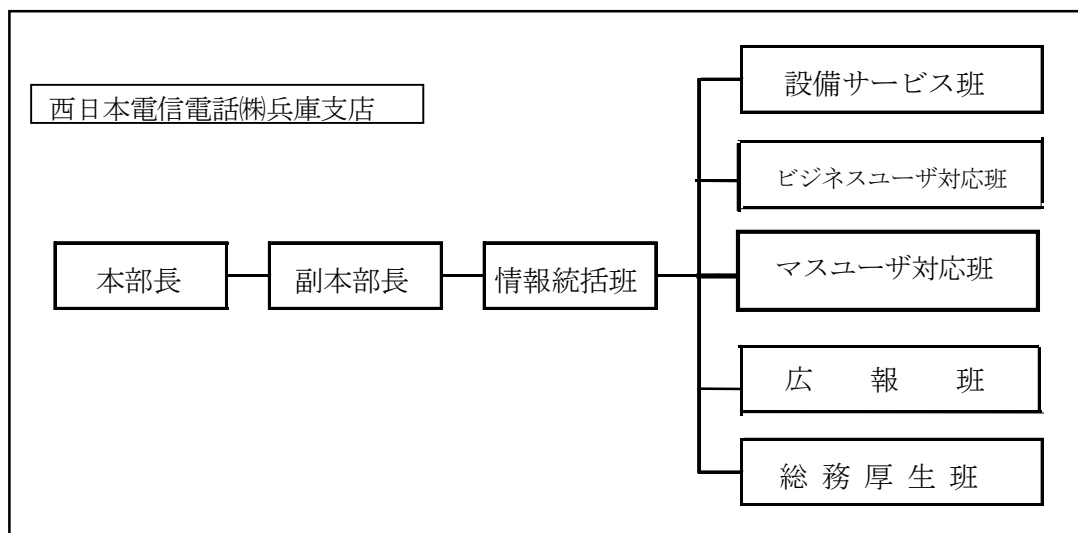 西日本電信電話㈱兵庫支店
本部長
副本部長
情報統括班
設備サービス班
ビジネスユーザ対応班
マスユーザ対応班
広　報　班
総 務 厚 生 班